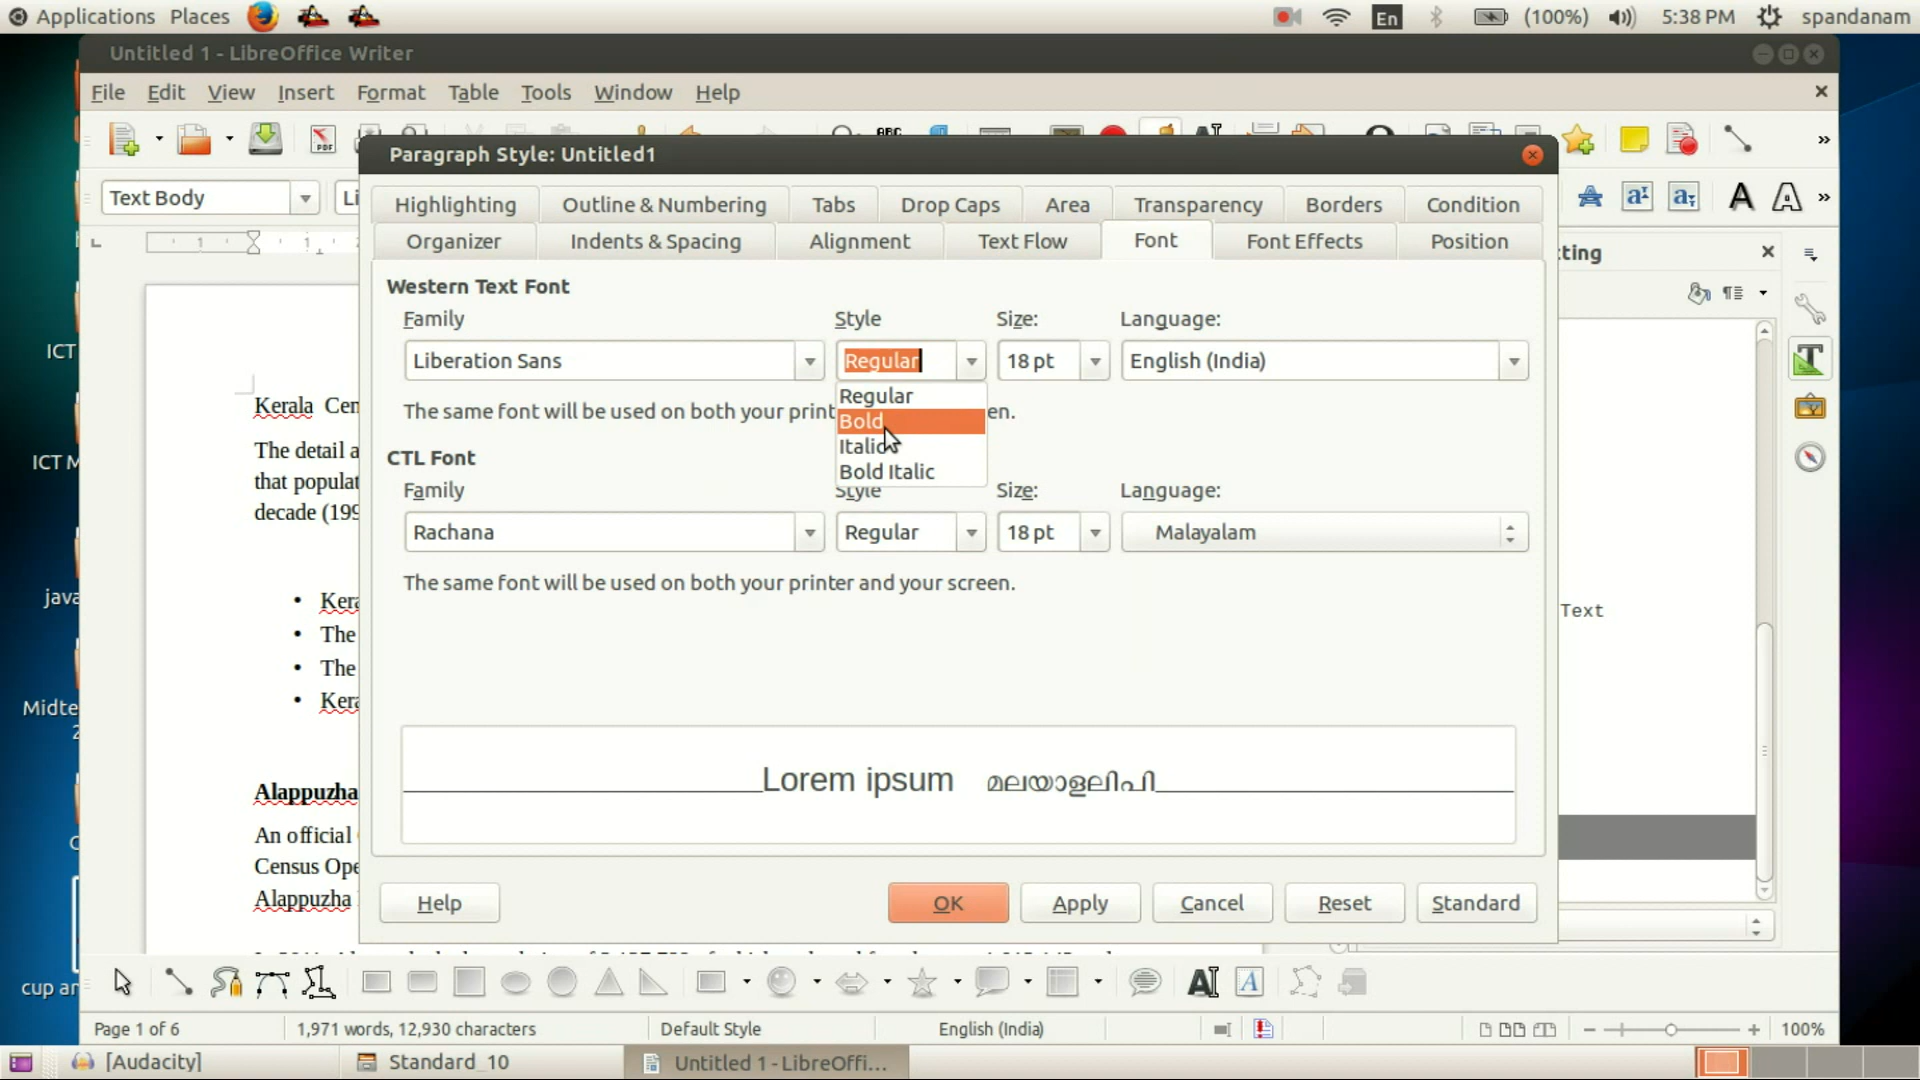 Applications Places En (100%) 5:38 PM spandanam
Untitled 1 - LibreOffice Writer
File Edit View Insert Format Table Tools Window Help
Paragraph Style: Untitled1
Text Body
Highlighting Outline & Numbering Tabs Drop Caps Area Transparency Borders Condition
Organizer Indents & Spacing Alignment Text Flow Font Font Effects Position
Western Text Font
Family Style Size: Language:
Liberation Sans Regular 18 pt English (India)
Regular
Bold
Italic
Bold Italic
The same font will be used on both your print
en.
CTL Font
Family Style Size: Language:
Rachana Regular 18 pt Malayalam
The same font will be used on both your printer and your screen.
Lorem ipsum മലയാളലിപി
Help OK Apply Cancel Reset Standard
ting
Text
Kerala Cen
The detail a
that populat
decade (199
• Kera
• The
• The
• Kera
Alappuzha
An official
Census Ope
Alappuzha
ICT
ICT M
java
Midte
2
cup an
Page 1 of 6 1,971 words, 12,930 characters Default Style English (India) 100%
[Audacity] Standard_10 Untitled 1 - LibreOffi...